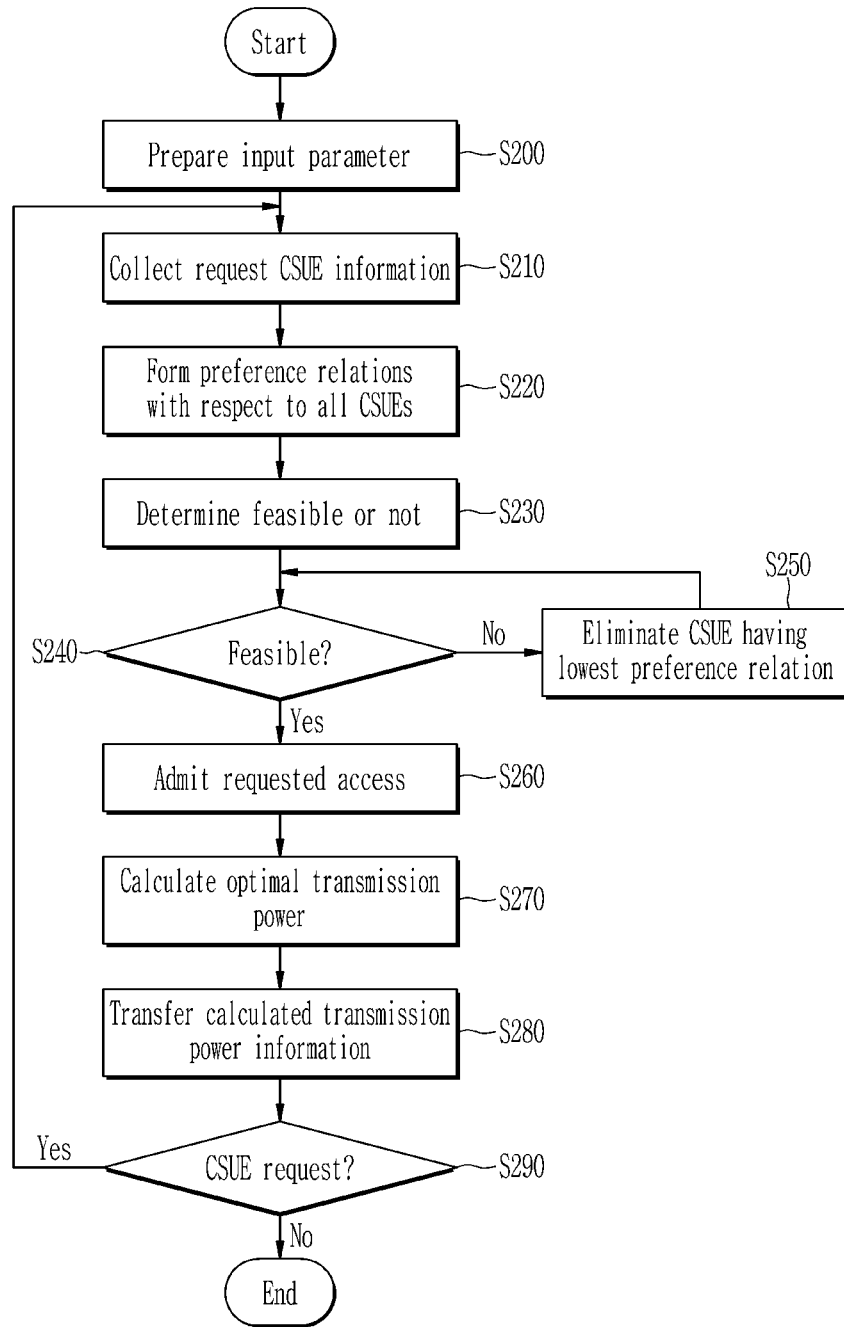 Start
Prepare input parameter
S200
Collect request CSUE information
S210
Form preference relations
with respect to all CSUEs
S220
Determine feasible or not
S230
S250
S240
Feasible?
No
Eliminate CSUE having
lowest preference relation
Yes
Admit requested access
S260
Calculate optimal transmission
power
S270
Transfer calculated transmission
power information
S280
Yes
CSUE request?
S290
No
End